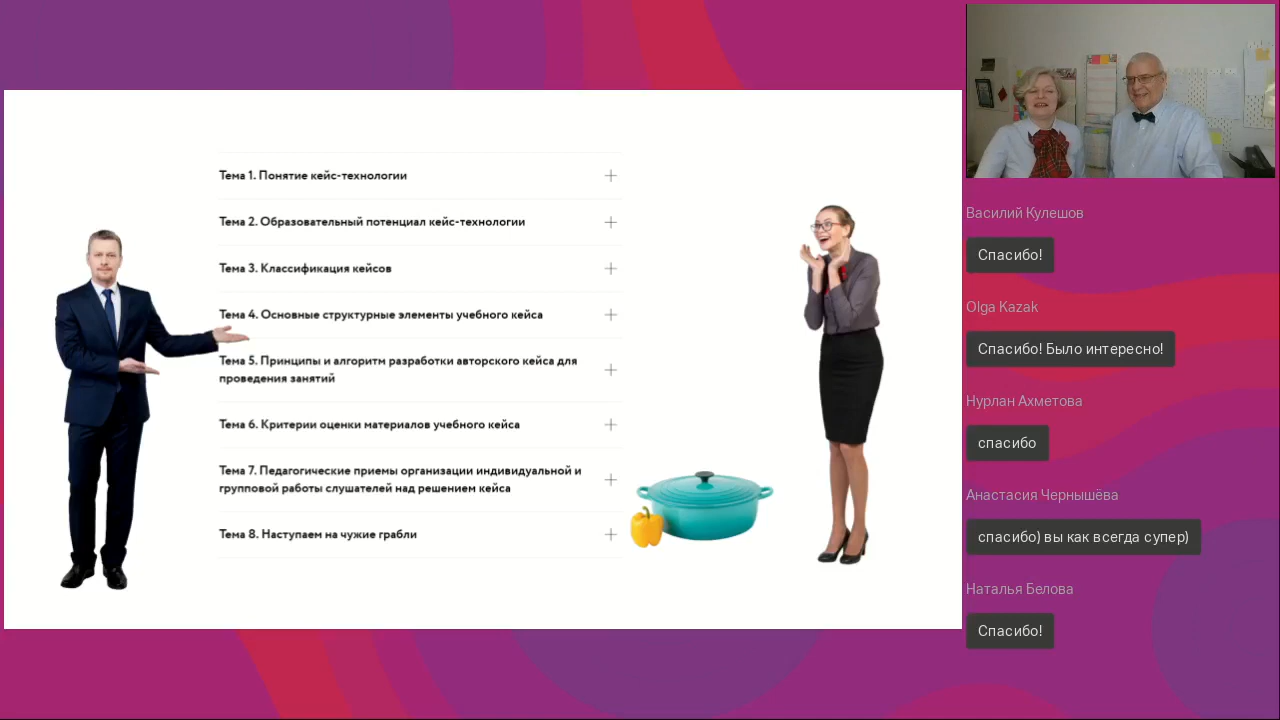 Тема 1. Понятие кейс-технологии
Тема 2. Образовательный потенциал кейс-технологии
Тема 3. Классификация кейсов
Тема 4. Основные структурные элементы учебного кейса
Тема 5. Принципы и алгоритм разработки авторского кейса для
проведения занятий
Тема 6. Критерии оценки материалов учебного кейса
Тема 7. Педагогические приемы организации индивидуальной и
групповой работы слушателей над решением кейса
Тема 8. Наступаем на чужие грабли
Василий Кулешов
Спасибо!
Olga Kazak
Спасибо! Было интересно!
Нурлан Ахметова
спасибо
Анастасия Чернышёва
спасибо) вы как всегда супер)
Наталья Белова
Спасибо!